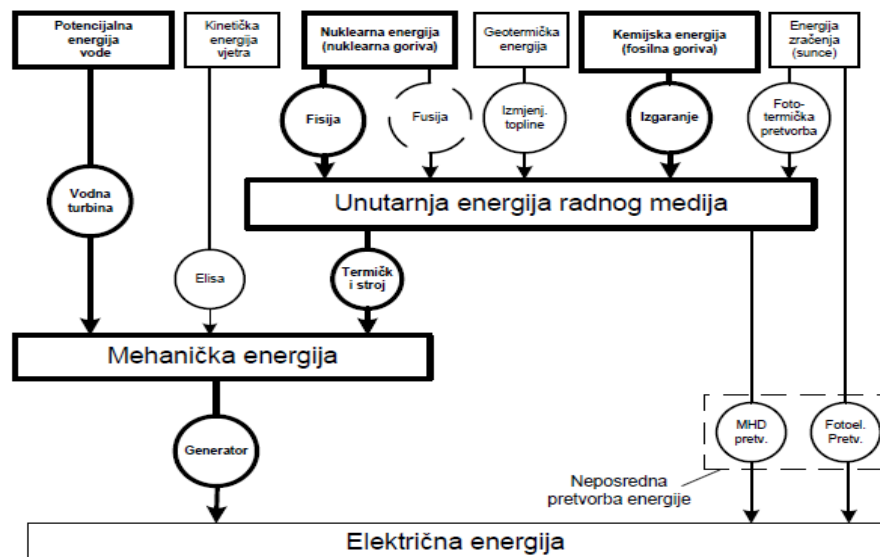 Potencijalna
energija
vode
Kinetička
energija
vjetra
Nuklearna energija
(nuklearna goriva)
Geotermička
energija
Kemijska energija
(fosilna goriva)
Energija
zračenja
(sunce)
Fisija
Fusija
Izmjenj.
topline
Izgaranje
Foto-
termička
pretvorba
Vodna
turbina
Unutarnja energija radnog medija
Elisa
Termičk
i stroj
Mehanička energija
Generator
MHD
pretv.
Fotoel.
Pretv.
Neposredna
pretvorba energije
Električna energija